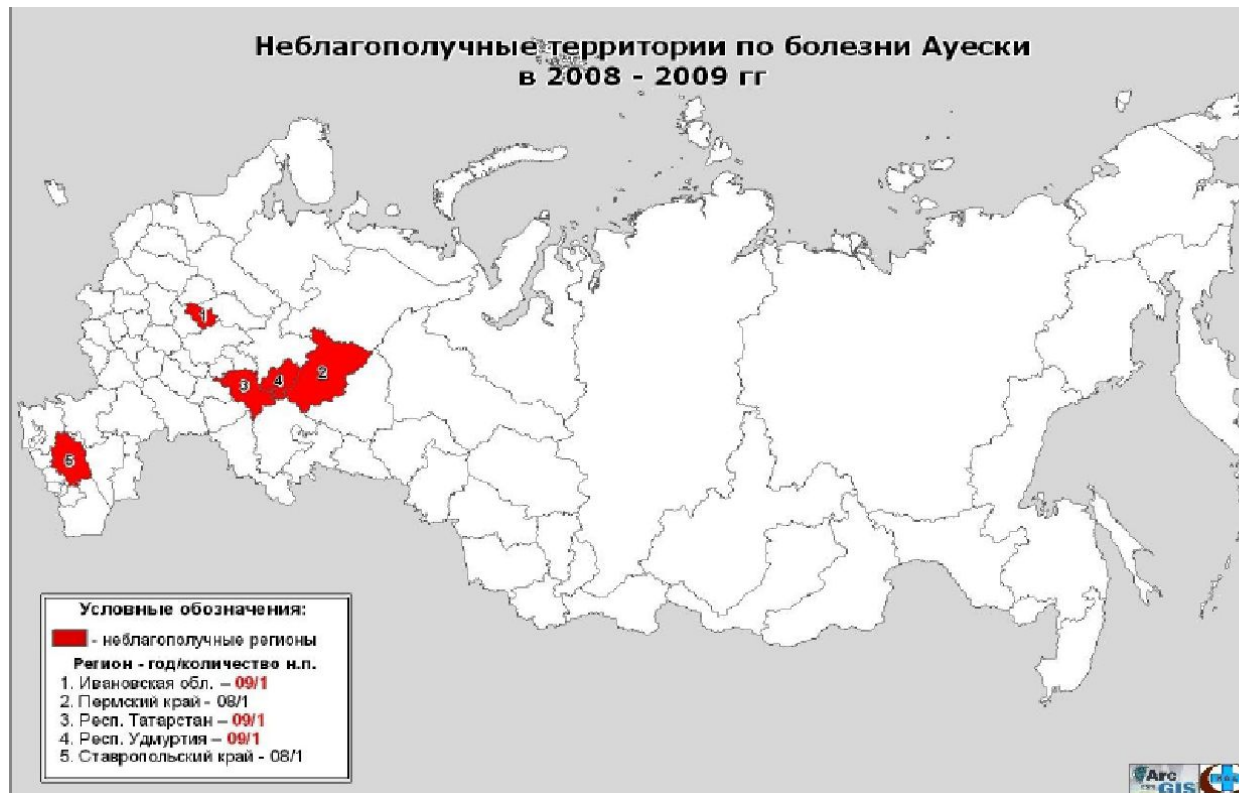 Неблагополучные территории по болезни Ауески
в 2008 - 2009 гг
1
2
3
4
5
Условные обозначения:
- неблагополучные регионы
Регион - год/количество н.п.
1. Ивановская обл. – 09/1
2. Пермский край - 08/1
3. Респ. Татарстан – 09/1
4. Респ. Удмуртия – 09/1
5. Ставропольский край - 08/1
Arc
GIS